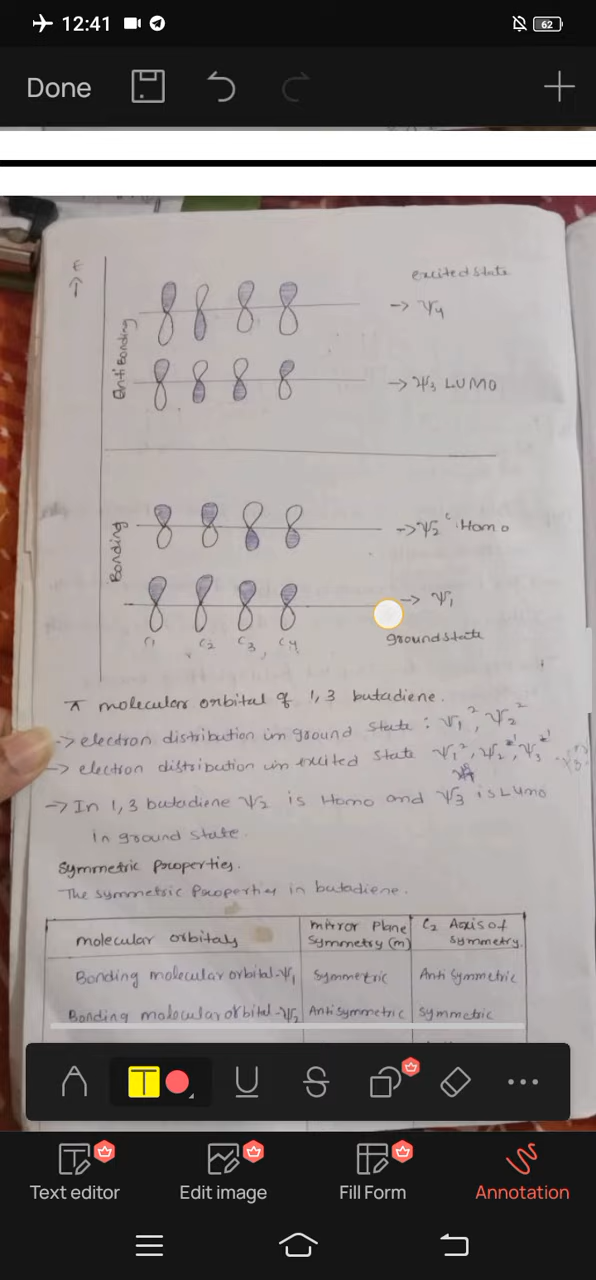 12:41
62
Done
→E
excited state
→ Ψ4
Anti Bonding
→ Ψ3 LUMO
→Ψ2 Homo
Bonding
→ Ψ1
C1 C2 C3 C4
ground state
π molecular orbital of 1,3 butadiene.
→ electron distribution in ground state : Ψ1², Ψ2²
→ electron distribution in excited state Ψ1², Ψ2¹, Ψ3¹
→ In 1,3 butadiene Ψ2 is Homo and Ψ3 is Lumo
in ground state.
Symmetric Properties.
The symmetric Properties in butadiene.
molecular orbitals
mirror Plane
symmetry (m)
C2 Axis of
symmetry.
Bonding molecular orbital-Ψ1
Symmetric
Anti Symmetric
Bonding molecular orbital-Ψ2
Antisymmetric
Symmetric
T
U
S
Text editor
Edit image
Fill Form
Annotation